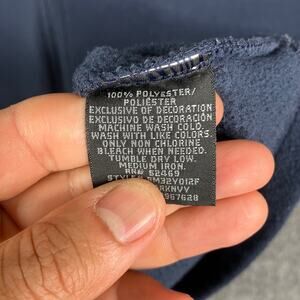 100% POLYESTER/
POLIÉSTER
EXCLUSIVE OF DECORATION
EXCLUSIVO DE DECORACIÓN
MACHINE WASH COLD
WASH WITH LIKE COLORS.
ONLY NON CHLORINE
BLEACH WHEN NEEDED.
TUMBLE DRY LOW.
MEDIUM IRON.
RN# 52469